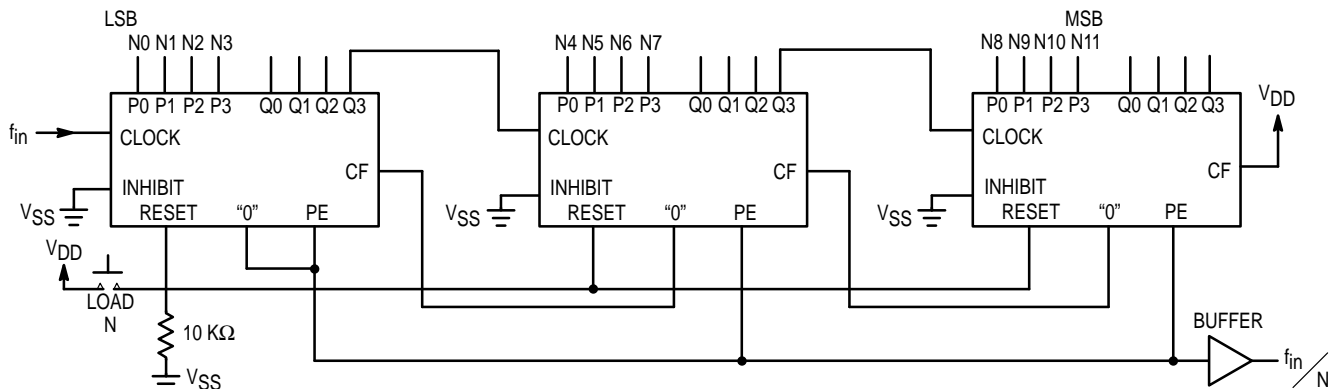 LSB
MSB
N0 N1 N2 N3
N4 N5 N6 N7
N8 N9 N10 N11
P0 P1 P2 P3 Q0 Q1 Q2 Q3
P0 P1 P2 P3 Q0 Q1 Q2 Q3
P0 P1 P2 P3 Q0 Q1 Q2 Q3
VDD
fin
CLOCK
CLOCK
CLOCK
CF
CF
CF
INHIBIT
INHIBIT
INHIBIT
VSS
VSS
VSS
RESET “0” PE
RESET “0” PE
RESET “0” PE
VDD
LOAD
N
10 KΩ
VSS
BUFFER
fin/N